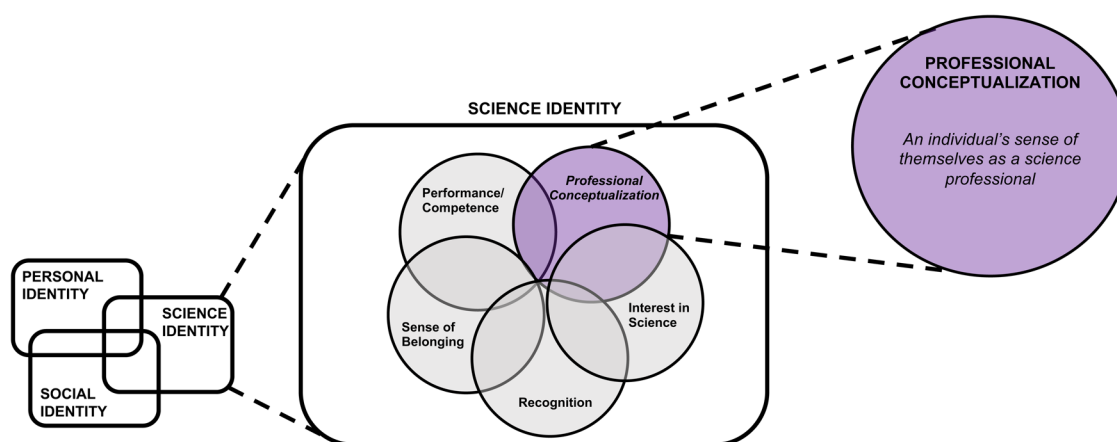 PERSONAL
IDENTITY
SCIENCE
IDENTITY
SOCIAL
IDENTITY
SCIENCE IDENTITY
Performance/
Competence
Professional
Conceptualization
Sense of
Belonging
Interest in
Science
Recognition
PROFESSIONAL
CONCEPTUALIZATION
An individual's sense of
themselves as a science
professional